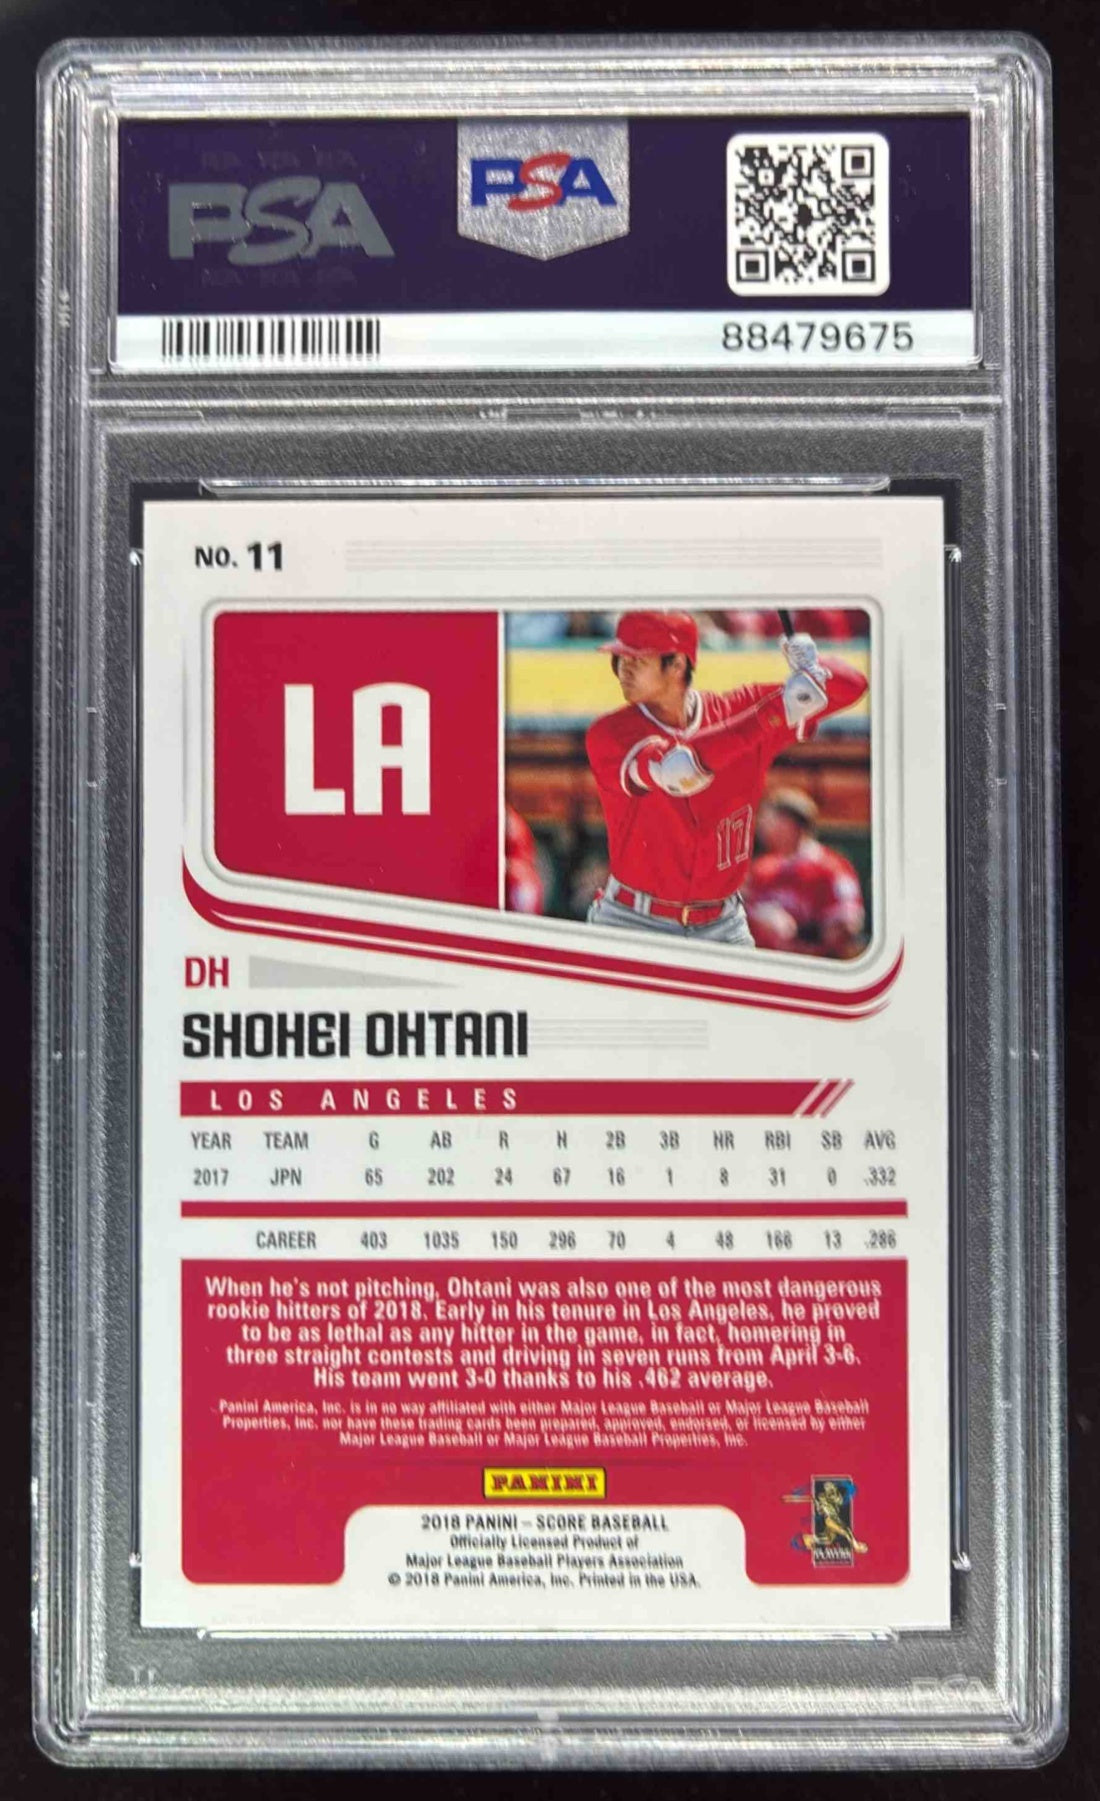 PSA
PSA
88479675
NO. 11
LA
17
DH
SHOHEI OHTANI
LOS ANGELES
YEAR TEAM G AB R H 2B 3B HR RBI SB AVG
2017 JPN 65 202 24 67 16 1 8 31 0 .332
CAREER 403 1035 150 296 70 4 48 166 13 .286
When he's not pitching, Ohtani was also one of the most dangerous
rookie hitters of 2018. Early in his tenure in Los Angeles, he proved
to be as lethal as any hitter in the game, in fact, homering in
three straight contests and driving in seven runs from April 3-6.
His team went 3-0 thanks to his .462 average.
Panini America, Inc. is in no way affiliated with either Major League Baseball or Major League Baseball
Properties, Inc. nor have these trading cards been prepared, approved, endorsed, or licensed by either
Major League Baseball or Major League Baseball Properties, Inc.
PANINI
2018 PANINI – SCORE BASEBALL
Officially Licensed Product of
Major League Baseball Players Association
© 2018 Panini America, Inc. Printed in the USA.
PSA